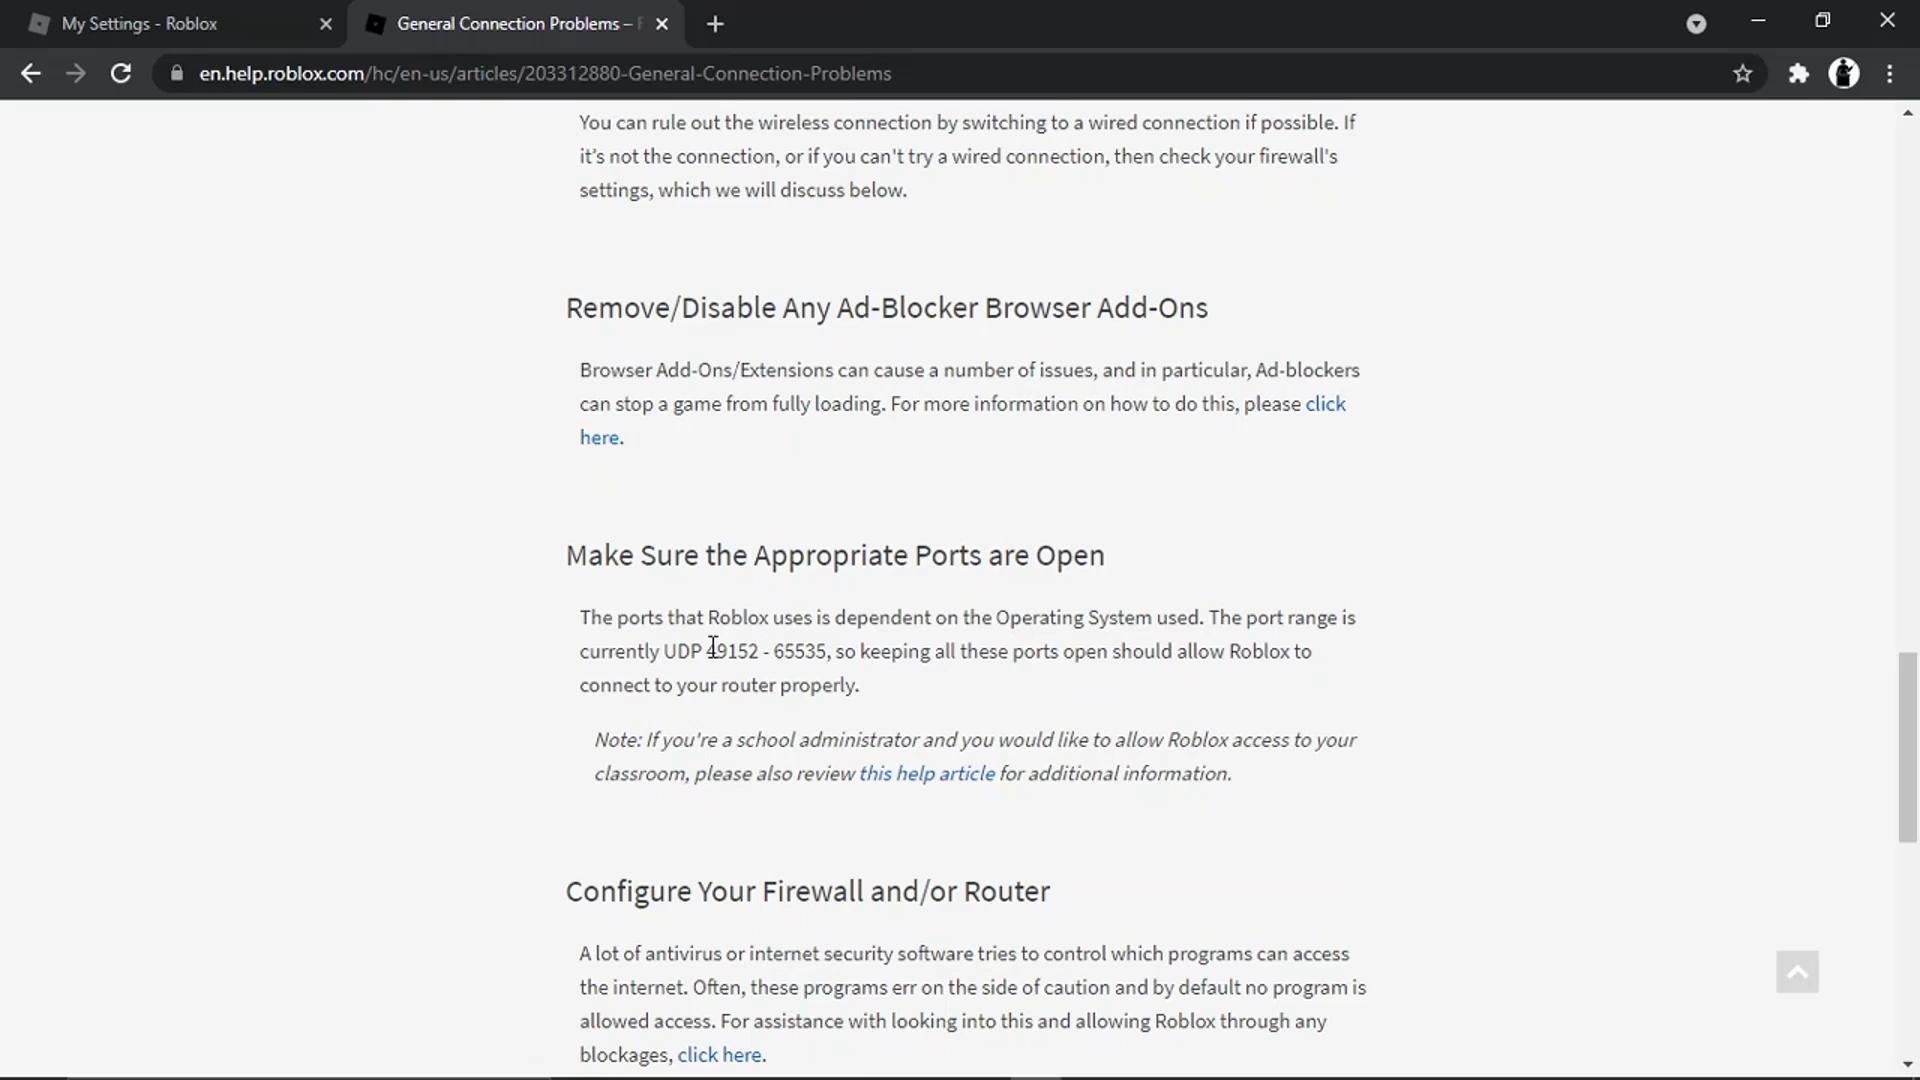 My Settings - Roblox
General Connection Problems –
en.help.roblox.com/hc/en-us/articles/203312880-General-Connection-Problems
You can rule out the wireless connection by switching to a wired connection if possible. If
it's not the connection, or if you can't try a wired connection, then check your firewall's
settings, which we will discuss below.
Remove/Disable Any Ad-Blocker Browser Add-Ons
Browser Add-Ons/Extensions can cause a number of issues, and in particular, Ad-blockers
can stop a game from fully loading. For more information on how to do this, please click
here.
Make Sure the Appropriate Ports are Open
The ports that Roblox uses is dependent on the Operating System used. The port range is
currently UDP 49152 - 65535, so keeping all these ports open should allow Roblox to
connect to your router properly.
Note: If you're a school administrator and you would like to allow Roblox access to your
classroom, please also review this help article for additional information.
Configure Your Firewall and/or Router
A lot of antivirus or internet security software tries to control which programs can access
the internet. Often, these programs err on the side of caution and by default no program is
allowed access. For assistance with looking into this and allowing Roblox through any
blockages, click here.